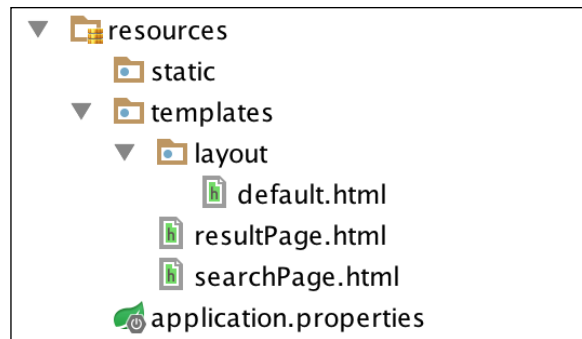 resources
static
templates
layout
default.html
resultPage.html
searchPage.html
application.properties